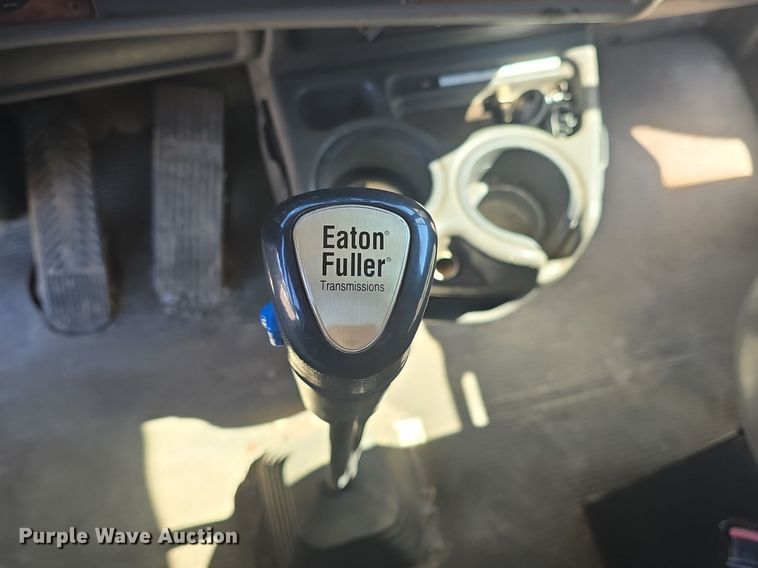 Eaton®
Fuller®
Transmissions
Purple Wave Auction